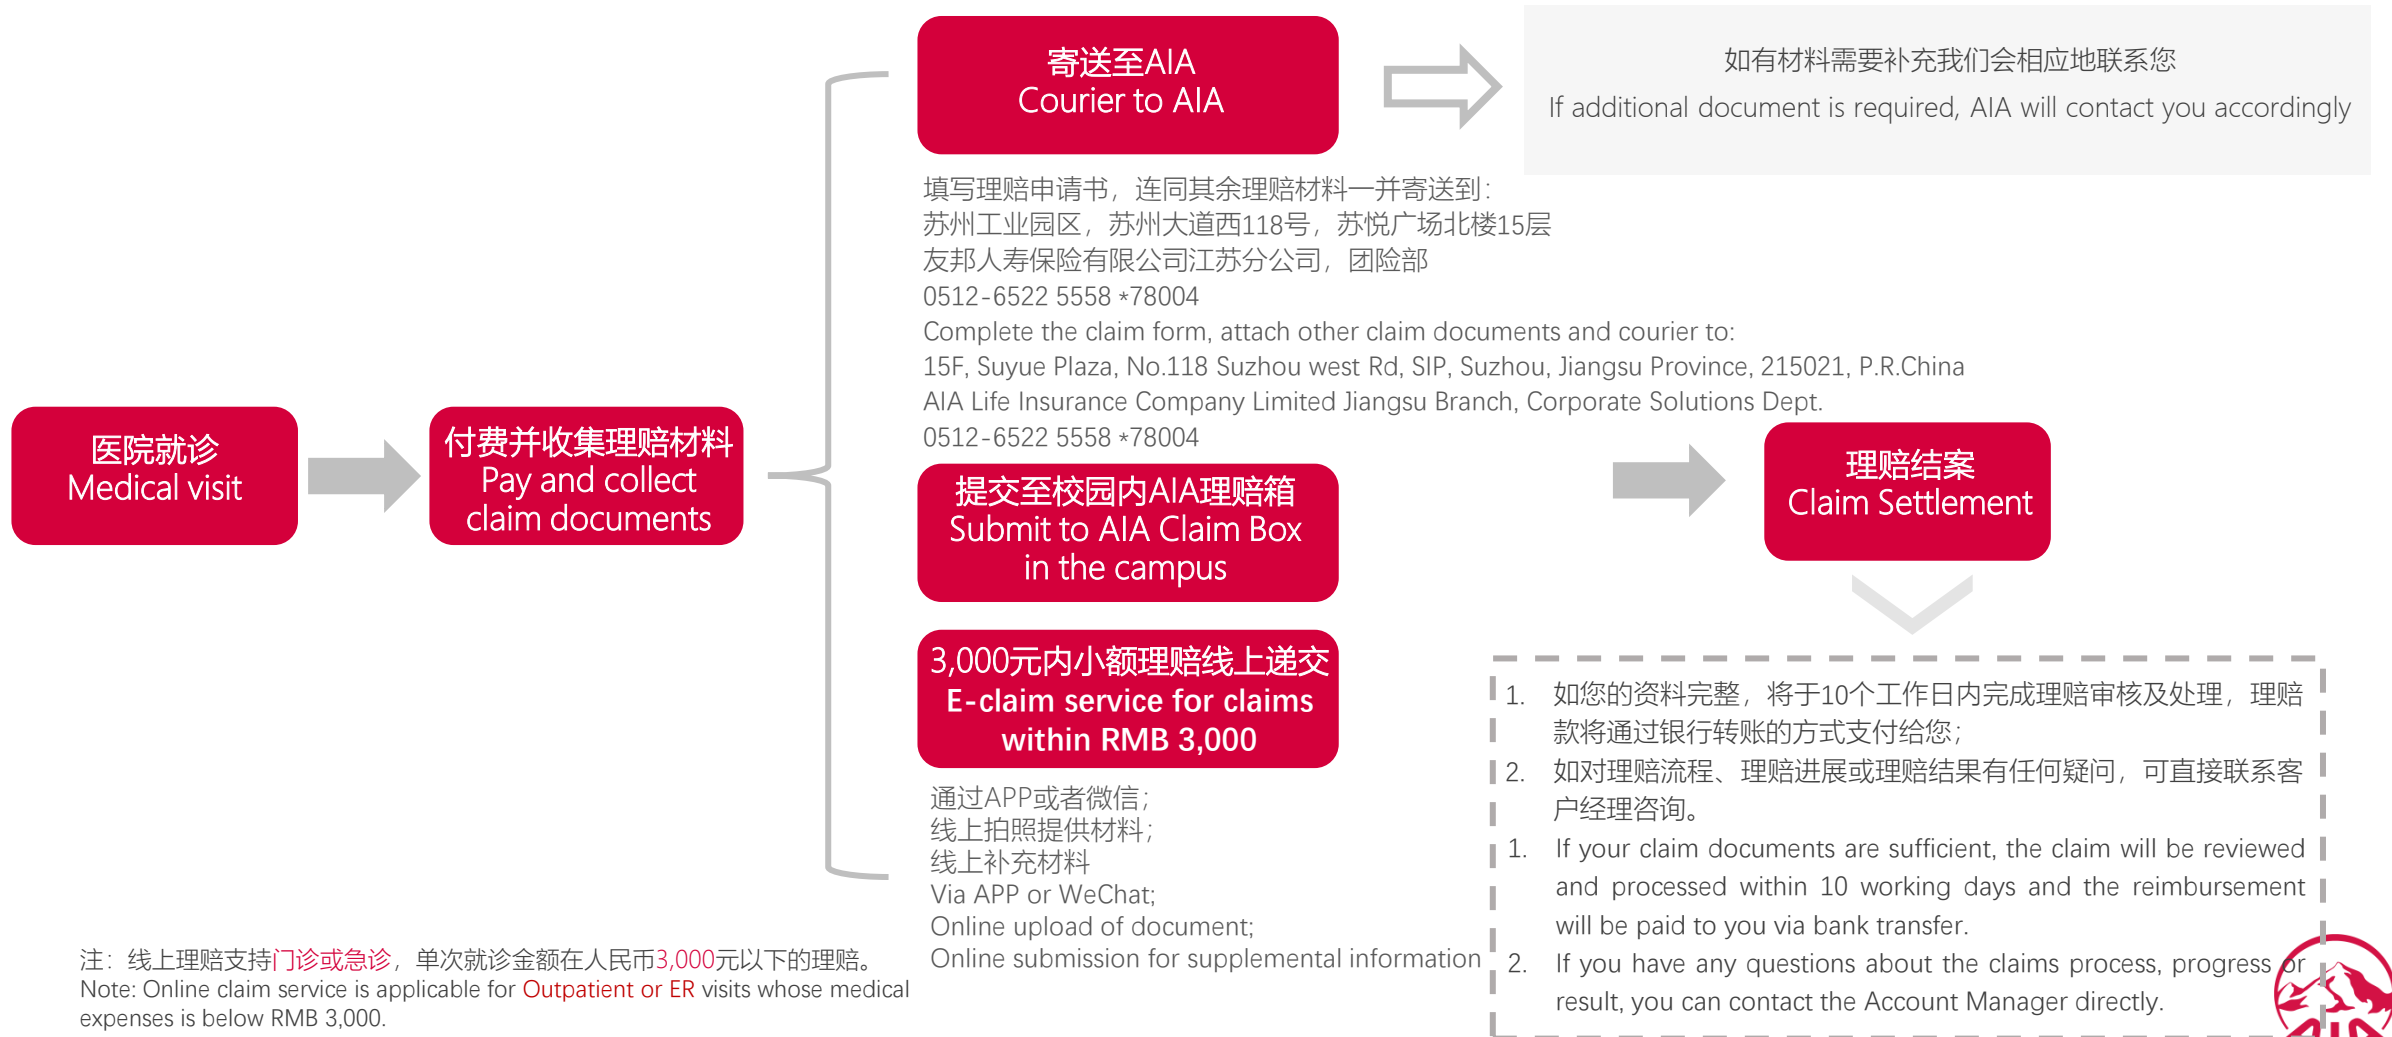 医院就诊
Medical visit
付费并收集理赔材料
Pay and collect
claim documents
寄送至AIA
Courier to AIA
如有材料需要补充我们会相应地联系您
If additional document is required, AIA will contact you accordingly
填写理赔申请书，连同其余理赔材料一并寄送到：
苏州工业园区，苏州大道西118号，苏悦广场北楼15层
友邦人寿保险有限公司江苏分公司，团险部
0512-6522 5558 *78004
Complete the claim form, attach other claim documents and courier to:
15F, Suyue Plaza, No.118 Suzhou west Rd, SIP, Suzhou, Jiangsu Province, 215021, P.R.China
AIA Life Insurance Company Limited Jiangsu Branch, Corporate Solutions Dept.
0512-6522 5558 *78004
提交至校园内AIA理赔箱
Submit to AIA Claim Box
in the campus
3,000元内小额理赔线上递交
E-claim service for claims
within RMB 3,000
通过APP或者微信；
线上拍照提供材料；
线上补充材料
Via APP or WeChat;
Online upload of document;
Online submission for supplemental information
理赔结案
Claim Settlement
1. 如您的资料完整，将于10个工作日内完成理赔审核及处理，理赔
款将通过银行转账的方式支付给您；
2. 如对理赔流程、理赔进展或理赔结果有任何疑问，可直接联系客
户经理咨询。
1. If your claim documents are sufficient, the claim will be reviewed
and processed within 10 working days and the reimbursement
will be paid to you via bank transfer.
2. If you have any questions about the claims process, progress or
result, you can contact the Account Manager directly.
注：线上理赔支持门诊或急诊，单次就诊金额在人民币3,000元以下的理赔。
Note: Online claim service is applicable for Outpatient or ER visits whose medical
expenses is below RMB 3,000.
AIA